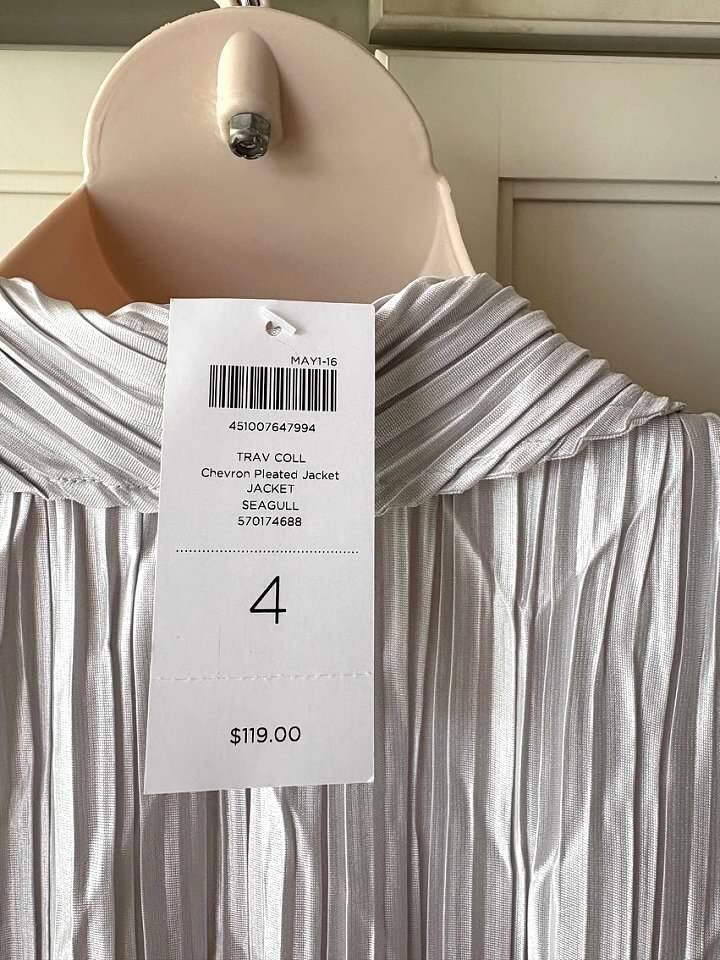 MAY1-16
451007647994
TRAV COLL
Chevron Pleated Jacket
JACKET
SEAGULL
570174688
4
$119.00